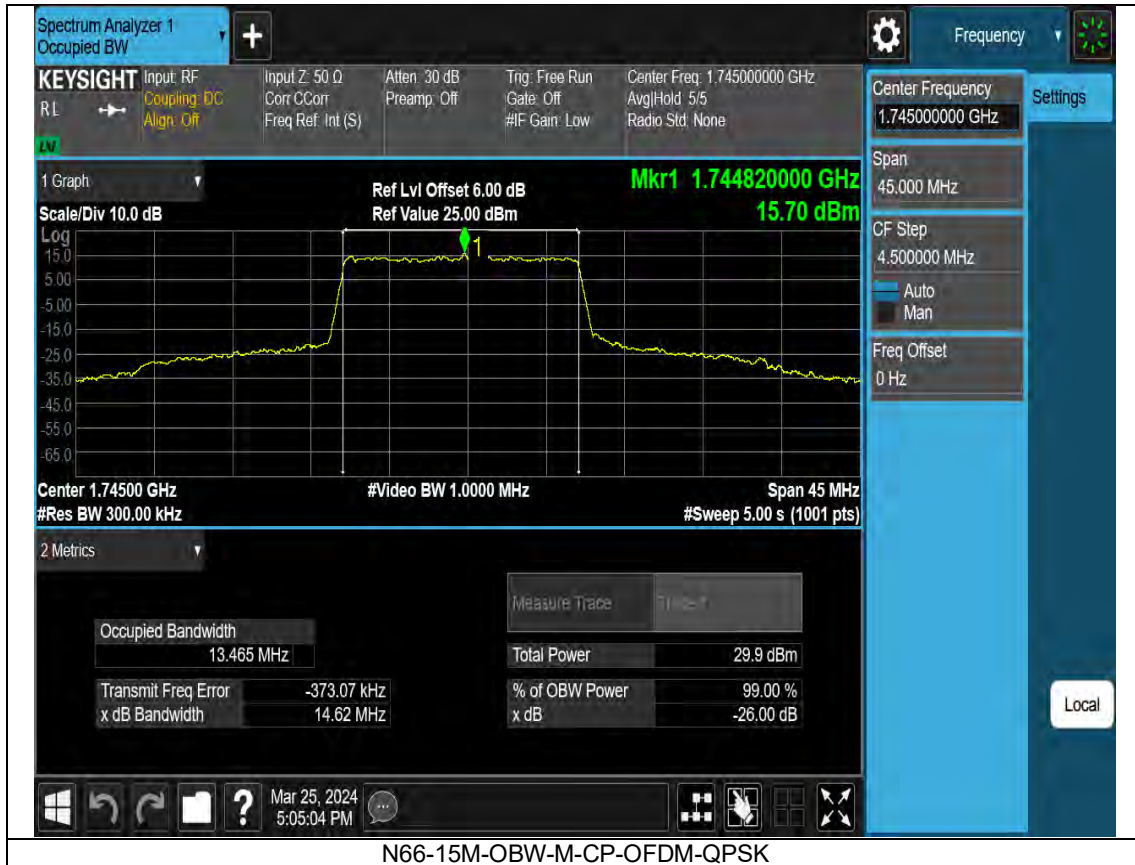 Spectrum Analyzer 1
Occupied BW
+
Frequency
KEYSIGHT
RL
Input: RF
Coupling: DC
Align: Off
Input Z: 50 Ω
Corr CCorr
Freq Ref: Int (S)
Atten: 30 dB
Preamp: Off
Trig: Free Run
Gate: Off
#IF Gain: Low
Center Freq: 1.745000000 GHz
Avg|Hold: 5/5
Radio Std: None
Center Frequency
1.745000000 GHz
Settings
Span
45.000 MHz
CF Step
4.500000 MHz
Auto
Man
Freq Offset
0 Hz
1 Graph
Scale/Div 10.0 dB
Ref Lvl Offset 6.00 dB
Ref Value 25.00 dBm
Mkr1 1.744820000 GHz
15.70 dBm
Log
15.0
5.00
-5.00
-15.0
-25.0
-35.0
-45.0
-55.0
-65.0
1
Center 1.74500 GHz
#Res BW 300.00 kHz
#Video BW 1.0000 MHz
Span 45 MHz
#Sweep 5.00 s (1001 pts)
2 Metrics
Measure Trace
Occupied Bandwidth
13.465 MHz
Total Power 29.9 dBm
Transmit Freq Error -373.07 kHz
% of OBW Power 99.00 %
x dB Bandwidth 14.62 MHz
x dB -26.00 dB
Local
?
Mar 25, 2024
5:05:04 PM
N66-15M-OBW-M-CP-OFDM-QPSK